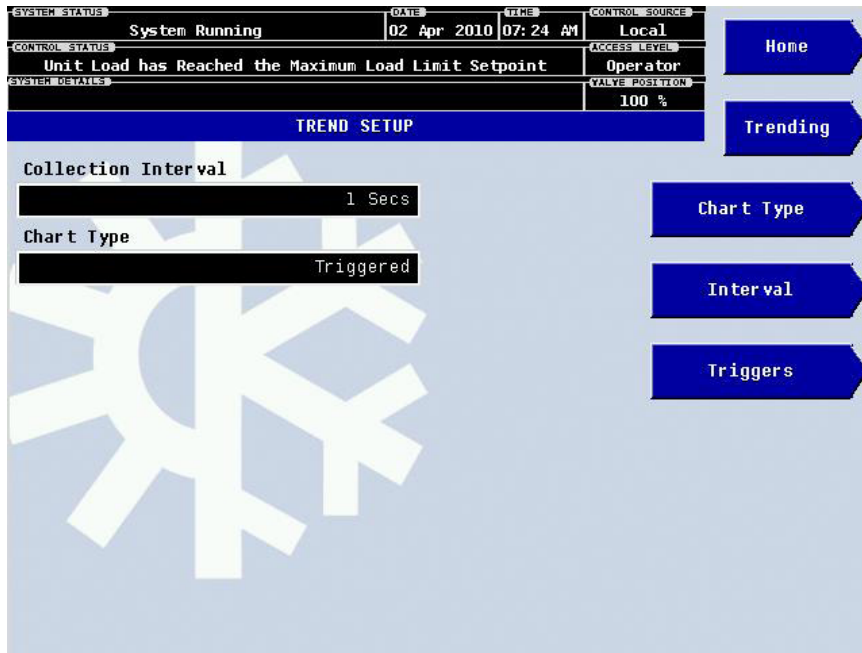 SYSTEM STATUS DATE TIME CONTROL SOURCE
System Running 02 Apr 2010 07:24 AM Local
CONTROL STATUS ACCESS LEVEL
Unit Load has Reached the Maximum Load Limit Setpoint Operator
SYSTEM DETAILS VALVE POSITION
100 %
TREND SETUP
Home
Trending
Collection Interval
1 Secs
Chart Type
Triggered
Chart Type
Interval
Triggers